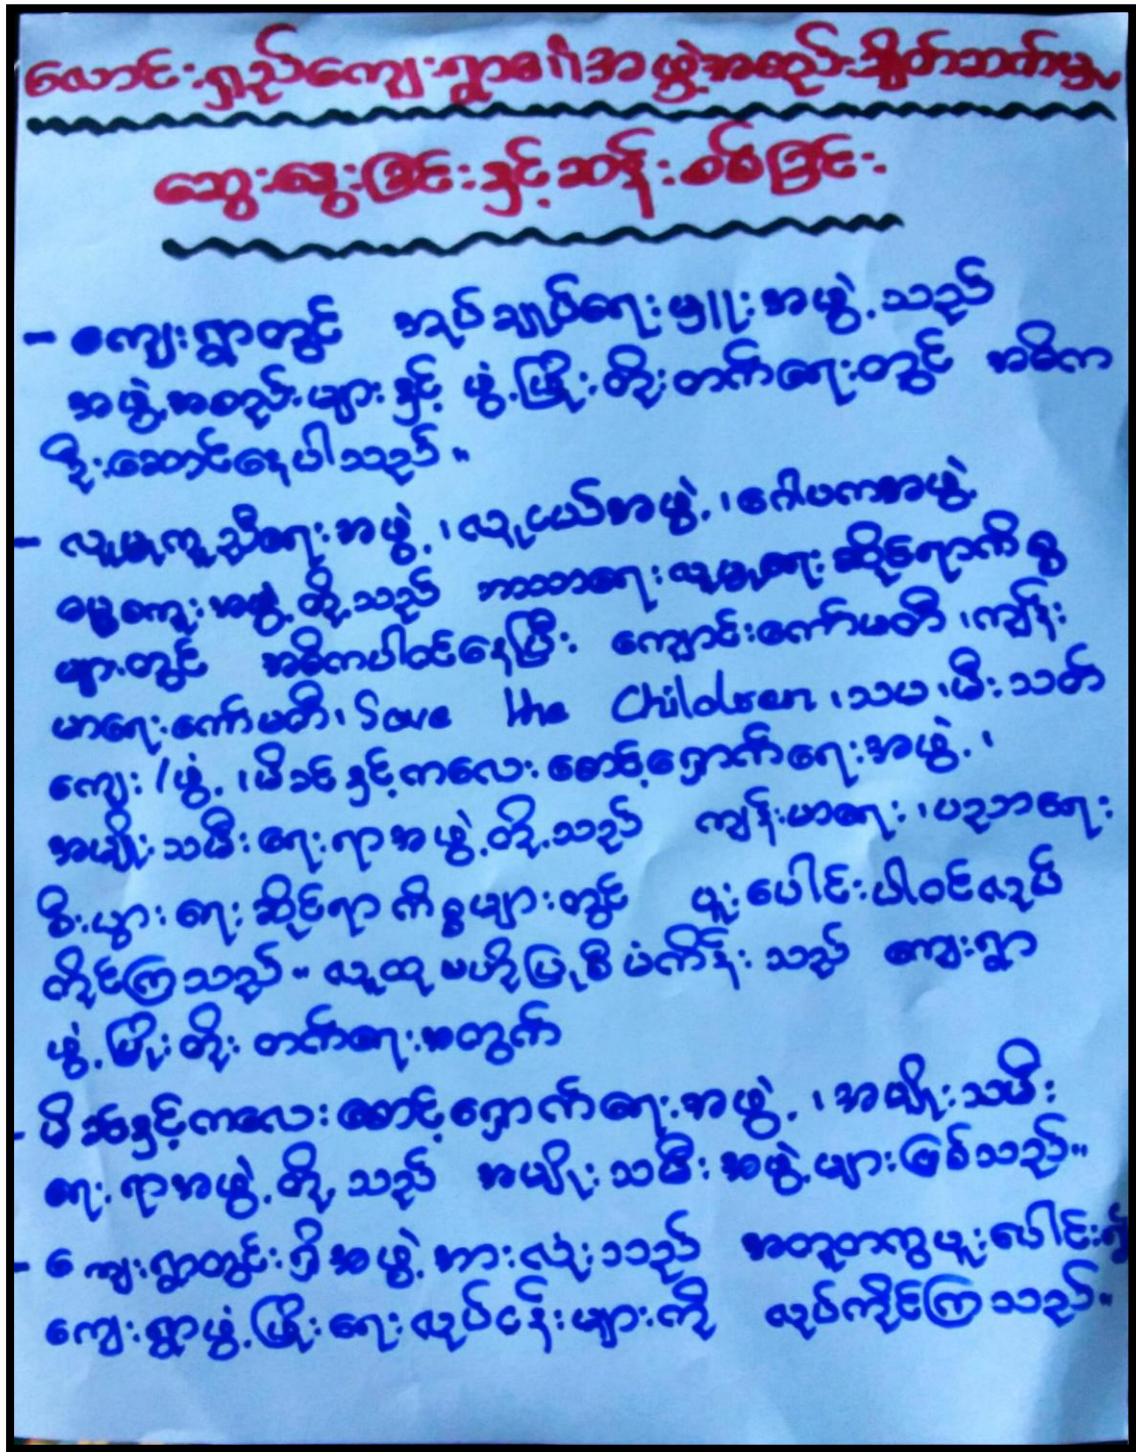 လောင်းရှည်ကျေးရွာ၏ အဖွဲ့အစည်းချိတ်ဆက်မှု
ဆွေးနွေးခြင်းနှင့်ဆန်းစစ်ခြင်း
- ကျေးရွာတွင် အုပ်ချုပ်ရေးမှူးအဖွဲ့သည်
အဖွဲ့အစည်းများနှင့် ဖွံ့ဖြိုးတိုးတက်ရေးတွင် အဓိက
ဦးဆောင်နေပါသည်။
- လူမှုကူညီရေးအဖွဲ့၊ လူငယ်အဖွဲ့၊ ဂေါပကအဖွဲ့
ဓမ္မစကူးအဖွဲ့တို့သည် ဘာသာရေးလူမှုရေးဆိုင်ရာကိစ္စ
များတွင် အဓိကပါဝင်နေပြီး ကျောင်းကော်မတီ၊ ကျန်း
မာရေးကော်မတီ၊ Save the Children ၊ သမ၊ မီးသတ်
ကျေး/ဖွံ့၊ မိခင်နှင့်ကလေးစောင့်ရှောက်ရေးအဖွဲ့၊
အမျိုးသမီးရေးရာအဖွဲ့တို့သည် ကျန်းမာရေး၊ ပညာရေး
စီးပွားရေးဆိုင်ရာကိစ္စများတွင် ပူးပေါင်းပါဝင်လုပ်
ကိုင်ကြသည်။ လူထုဗဟိုပြုစီမံကိန်းသည် ကျေးရွာ
ဖွံ့ဖြိုးတိုးတက်ရေးအတွက်
- မိခင်နှင့်ကလေးစောင့်ရှောက်ရေးအဖွဲ့၊ အမျိုးသမီး
ရေးရာအဖွဲ့တို့သည် အမျိုးသမီးအဖွဲ့များဖြစ်သည်။
- ကျေးရွာတွင်းရှိအဖွဲ့အားလုံးသည် အတူတကွပူးပေါင်း၍
ကျေးရွာဖွံ့ဖြိုးရေးလုပ်ငန်းများကို လုပ်ကိုင်ကြသည်။